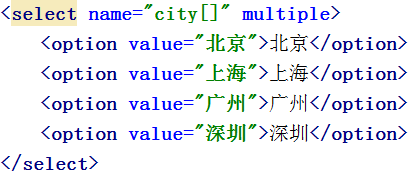 <select name="city[]" multiple>
    <option value="北京">北京</option>
    <option value="上海">上海</option>
    <option value="广州">广州</option>
    <option value="深圳">深圳</option>
</select>